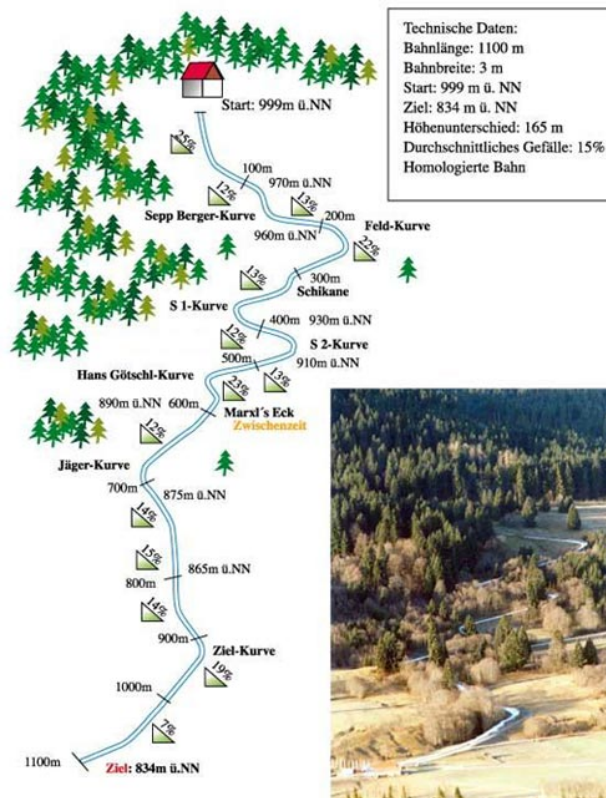 Technische Daten:
Bahnlänge: 1100 m
Bahnbreite: 3 m
Start: 999 m ü. NN
Ziel: 834 m ü. NN
Höhenunterschied: 165 m
Durchschnittliches Gefälle: 15%
Homologierte Bahn
Start: 999m ü.NN
25%
100m
970m ü.NN
12%
13%
Sepp Berger-Kurve
200m
Feld-Kurve
960m ü.NN
22%
13%
300m
Schikane
S 1-Kurve
400m
930m ü.NN
12%
S 2-Kurve
500m
910m ü.NN
Hans Götschl-Kurve
23%
13%
890m ü.NN
600m
Marxl´s Eck
Zwischenzeit
12%
Jäger-Kurve
700m
875m ü.NN
14%
15%
865m ü.NN
800m
14%
900m
Ziel-Kurve
19%
1000m
7%
1100m
Ziel: 834m ü.NN